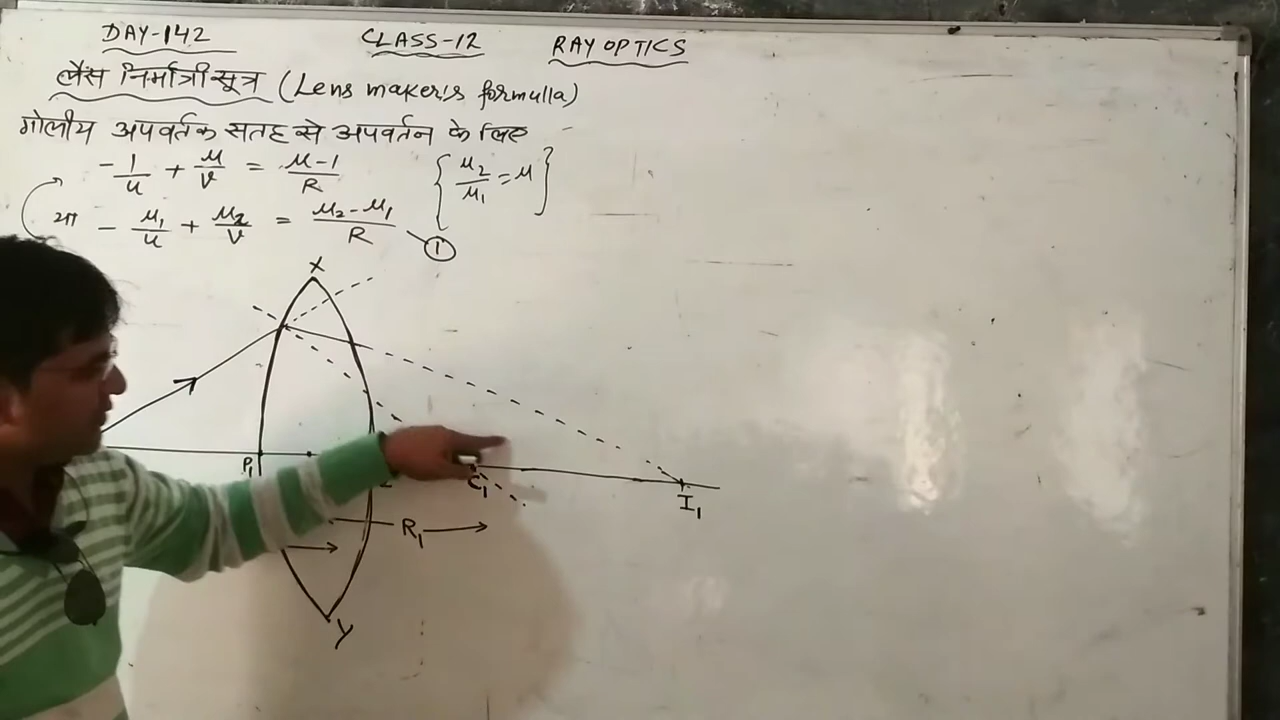 DAY-142 CLASS-12 RAY OPTICS
लैंस निर्मात्री सूत्र (Lens maker's formulla)
गोलीय अपवर्तक सतह से अपवर्तन के लिए
-1/u + μ/v = μ-1/R {μ2/μ1 = μ}
या - μ1/u + μ2/v = μ2-μ1/R ①
X
P1
C1
I1
R1
Y